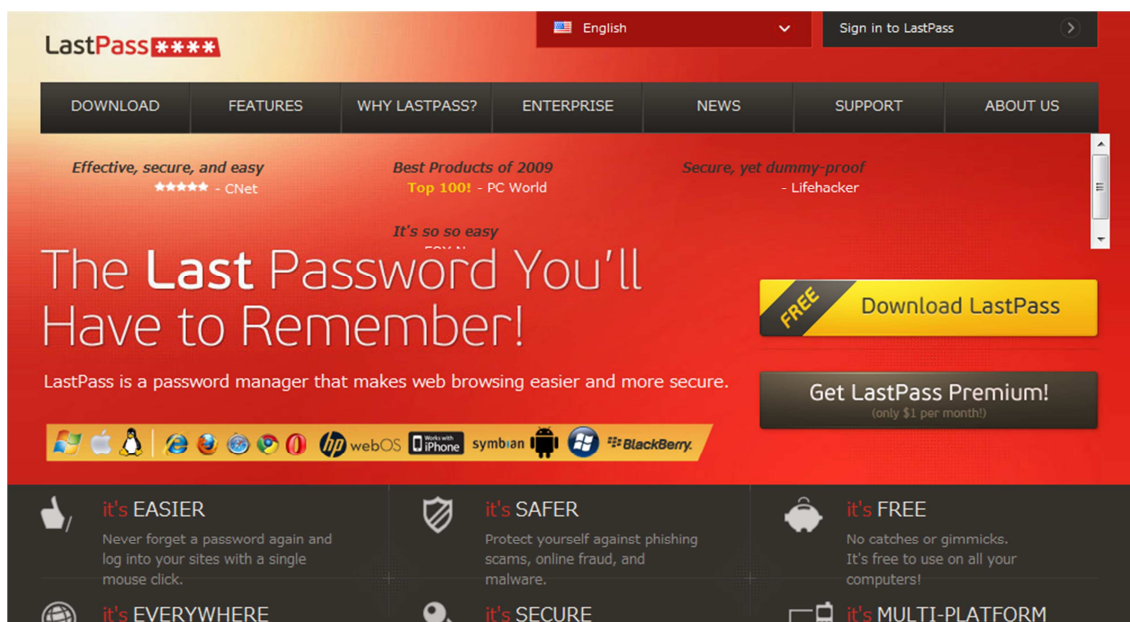 LastPass ****
English
Sign in to LastPass
DOWNLOAD
FEATURES
WHY LASTPASS?
ENTERPRISE
NEWS
SUPPORT
ABOUT US
Effective, secure, and easy
- CNet
Best Products of 2009
Top 100! - PC World
Secure, yet dummy-proof
- Lifehacker
It's so so easy
The Last Password You'll
Have to Remember!
LastPass is a password manager that makes web browsing easier and more secure.
FREE
Download LastPass
Get LastPass Premium!
(only $1 per month!)
hp webOS Works with iPhone symbian BlackBerry.
it's EASIER
Never forget a password again and
log into your sites with a single
mouse click.
it's SAFER
Protect yourself against phishing
scams, online fraud, and
malware.
it's FREE
No catches or gimmicks.
It's free to use on all your
computers!
it's EVERYWHERE
it's SECURE
it's MULTI-PLATFORM